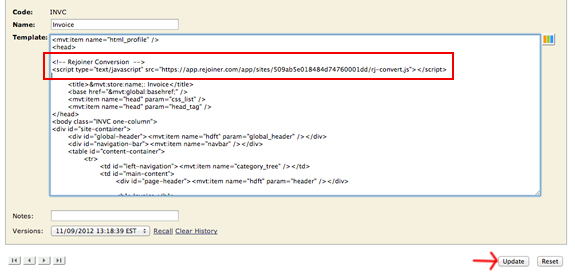 Code: INVC
Name: Invoice
Template: <mvt:item name="html_profile" />
<head>
<!-- Rejoiner Conversion -->
<script type="text/javascript" src="https://app.rejoiner.com/app/sites/509ab5e018484d74760001dd/rj-convert.js"></script>
<title>&mvt:store:name;: Invoice</title>
<base href="&mvt:global:basehref;" />
<mvt:item name="head" param="css_list" />
<mvt:item name="head" param="head_tag" />
</head>
<body class="INVC one-column">
<div id="site-container">
<div id="global-header"><mvt:item name="hdft" param="global_header" /></div>
<div id="navigation-bar"><mvt:item name="navbar" /></div>
<table id="content-container">
<tr>
<td id="left-navigation"><mvt:item name="category_tree" /></td>
<td id="main-content">
<div id="page-header"><mvt:item name="hdft" param="header" /></div>
Notes:
Versions: 11/09/2012 13:18:39 EST Recall Clear History
Update Reset